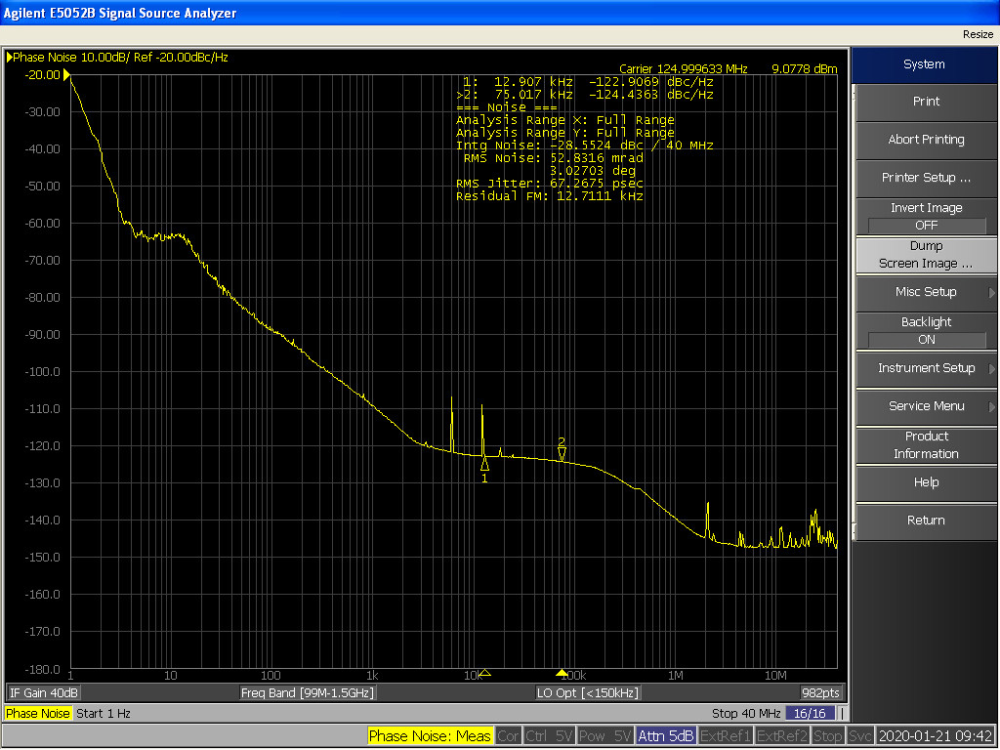 Agilent E5052B Signal Source Analyzer
Resize
Phase Noise 10.00dB/ Ref -20.00dBc/Hz
Carrier 124.999633 MHz 9.0778 dBm
1: 12.907 kHz -122.9069 dBc/Hz
>2: 75.017 kHz -124.4363 dBc/Hz
=== Noise ===
Analysis Range X: Full Range
Analysis Range Y: Full Range
Intg Noise: -28.5524 dBc / 40 MHz
RMS Noise: 52.8316 mrad
3.02703 deg
RMS Jitter: 67.2675 psec
Residual FM: 12.7111 kHz
-20.00
-30.00
-40.00
-50.00
-60.00
-70.00
-80.00
-90.00
-100.0
-110.0
-120.0
-130.0
-140.0
-150.0
-160.0
-170.0
-180.0
2
1
1 10 100 1k 10k 100k 1M 10M
IF Gain 40dB Freq Band [99M-1.5GHz] LO Opt [<150kHz] 982pts
Phase Noise Start 1 Hz Stop 40 MHz 16/16
Phase Noise: Meas Cor Ctrl 5V Pow 5V Attn 5dB ExtRef1 ExtRef2 Stop Svc 2020-01-21 09:42
System
Print
Abort Printing
Printer Setup ...
Invert Image
OFF
Dump
Screen Image ...
Misc Setup
Backlight
ON
Instrument Setup
Service Menu
Product
Information
Help
Return